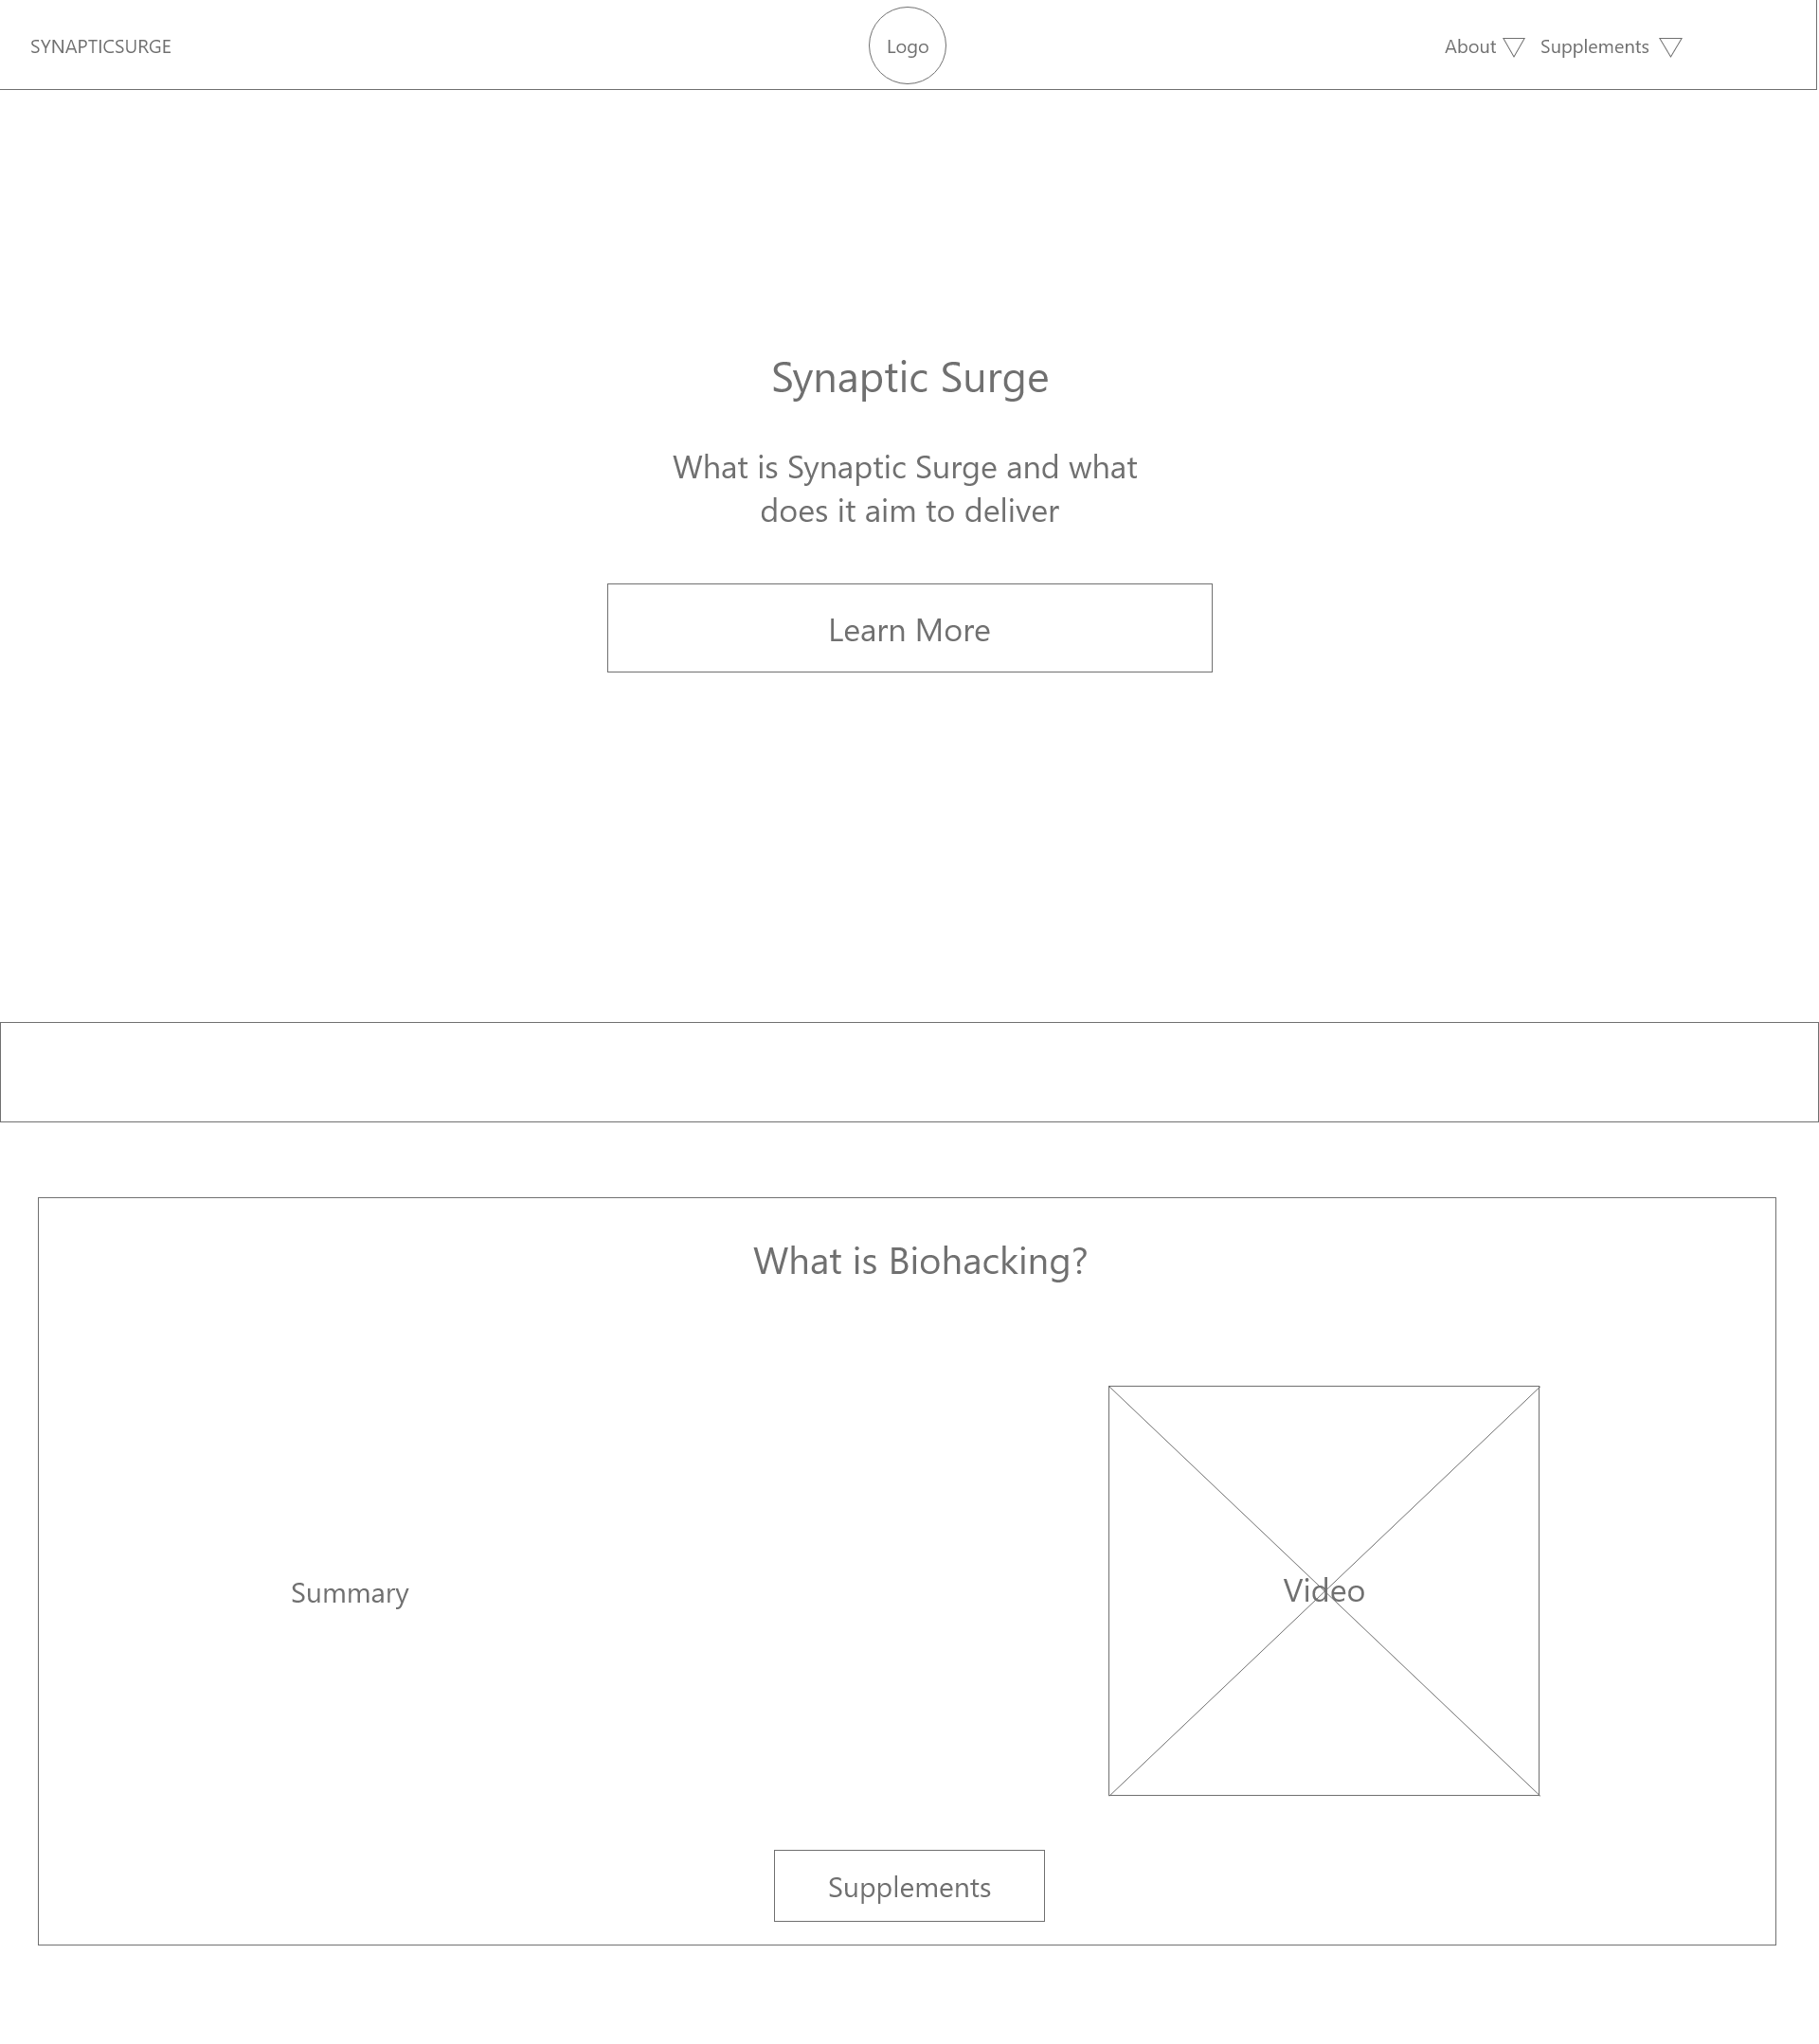 SYNAPTICSURGE
Logo
About
Supplements
Synaptic Surge
What is Synaptic Surge and what
does it aim to deliver
Learn More
What is Biohacking?
Summary
Video
Supplements